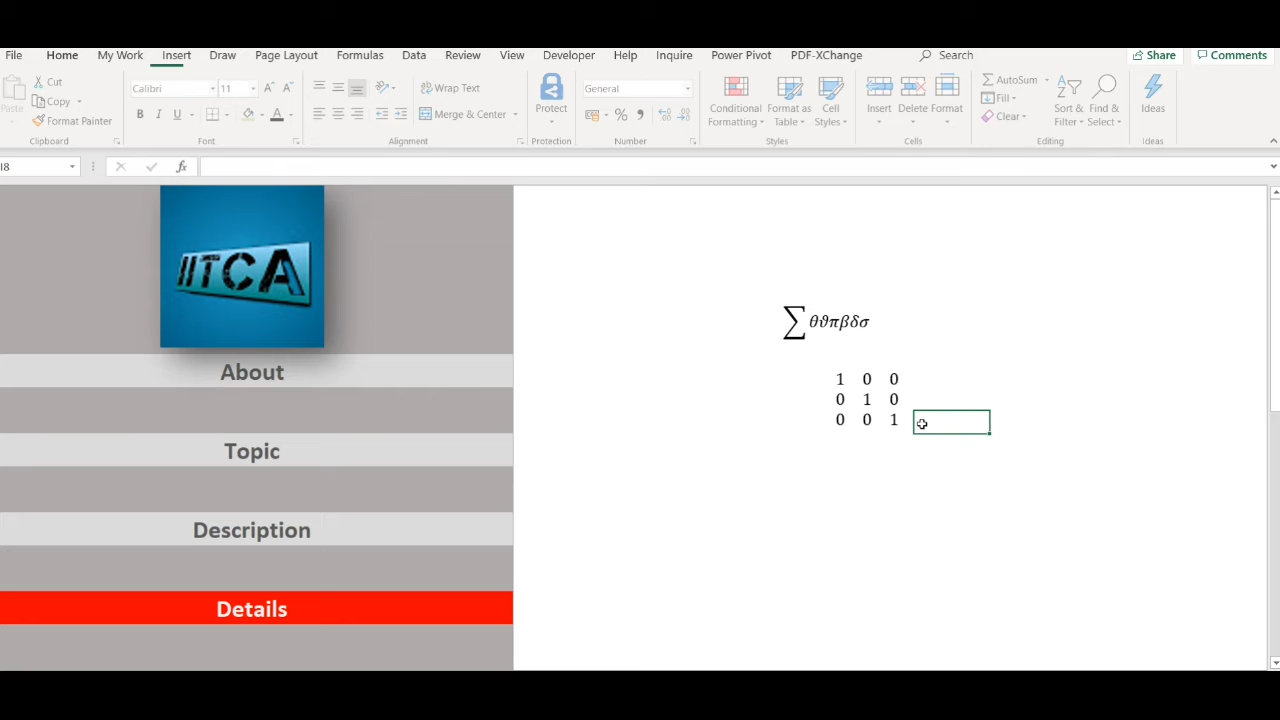 File Home My Work Insert Draw Page Layout Formulas Data Review View Developer Help Inquire Power Pivot PDF-XChange Search Share Comments
Cut
Copy
Format Painter
Paste
Clipboard
Calibri 11
B I U A
Font
Wrap Text
Merge & Center
Alignment
Protect
Protection
General
%
Number
Conditional Formatting
Format as Table
Cell Styles
Styles
Insert Delete Format
Cells
AutoSum
Fill
Clear
Sort & Filter
Find & Select
Editing
Ideas
Ideas
I8 fx
IITCA
About
Topic
Description
Details
∑ θϑπβδσ
1 0 0
0 1 0
0 0 1